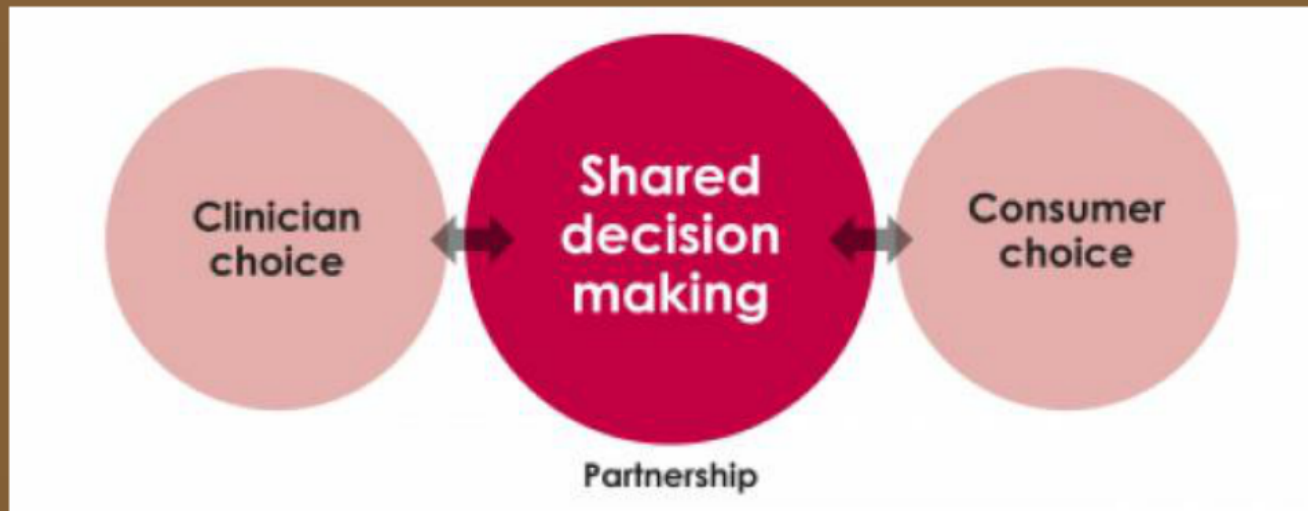 Clinician
choice
Shared
decision
making
Consumer
choice
Partnership